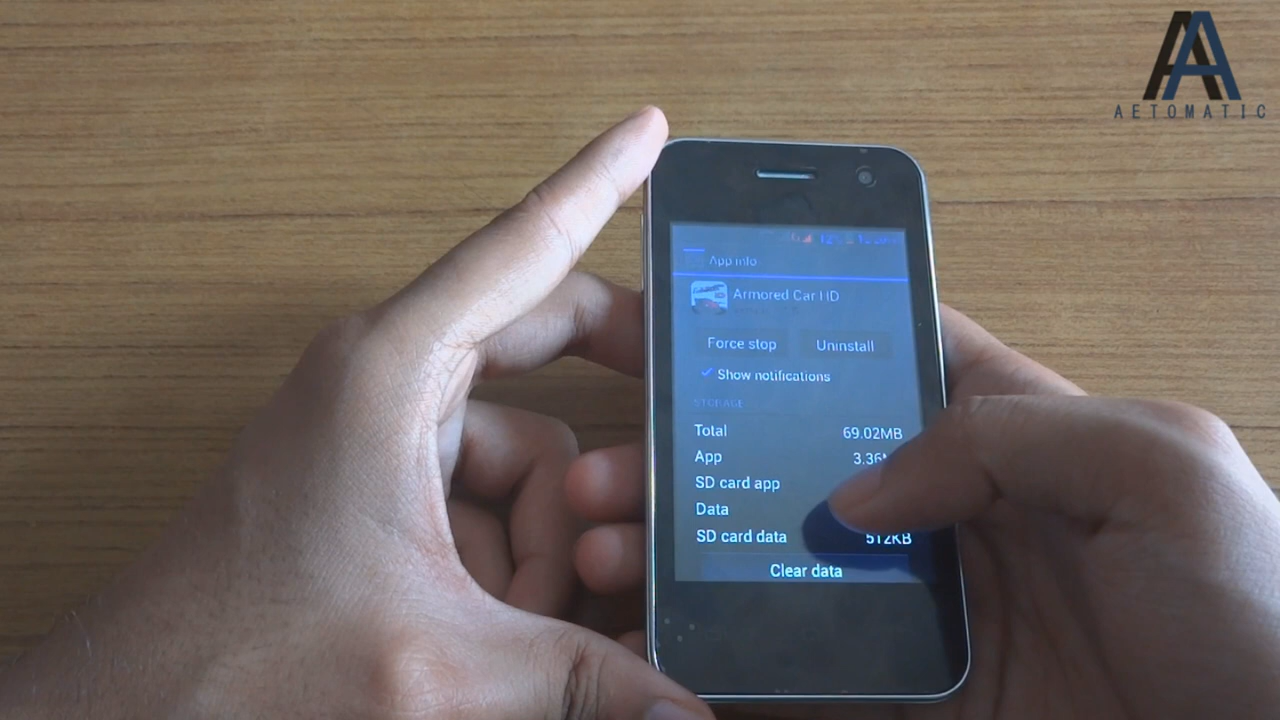 AETOMATIC
App info
Armored Car HD
Force stop
Uninstall
Show notifications
STORAGE
Total 69.02MB
App
SD card app
Data
SD card data 512KB
Clear data